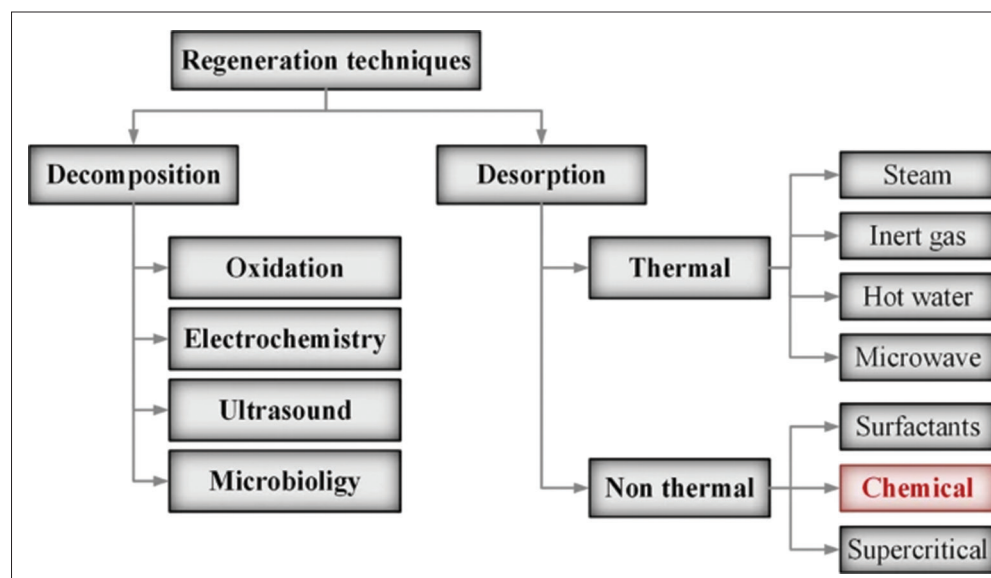 Regeneration techniques
Decomposition
Desorption
Oxidation
Electrochemistry
Ultrasound
Microbioligy
Thermal
Steam
Inert gas
Hot water
Microwave
Non thermal
Surfactants
Chemical
Supercritical